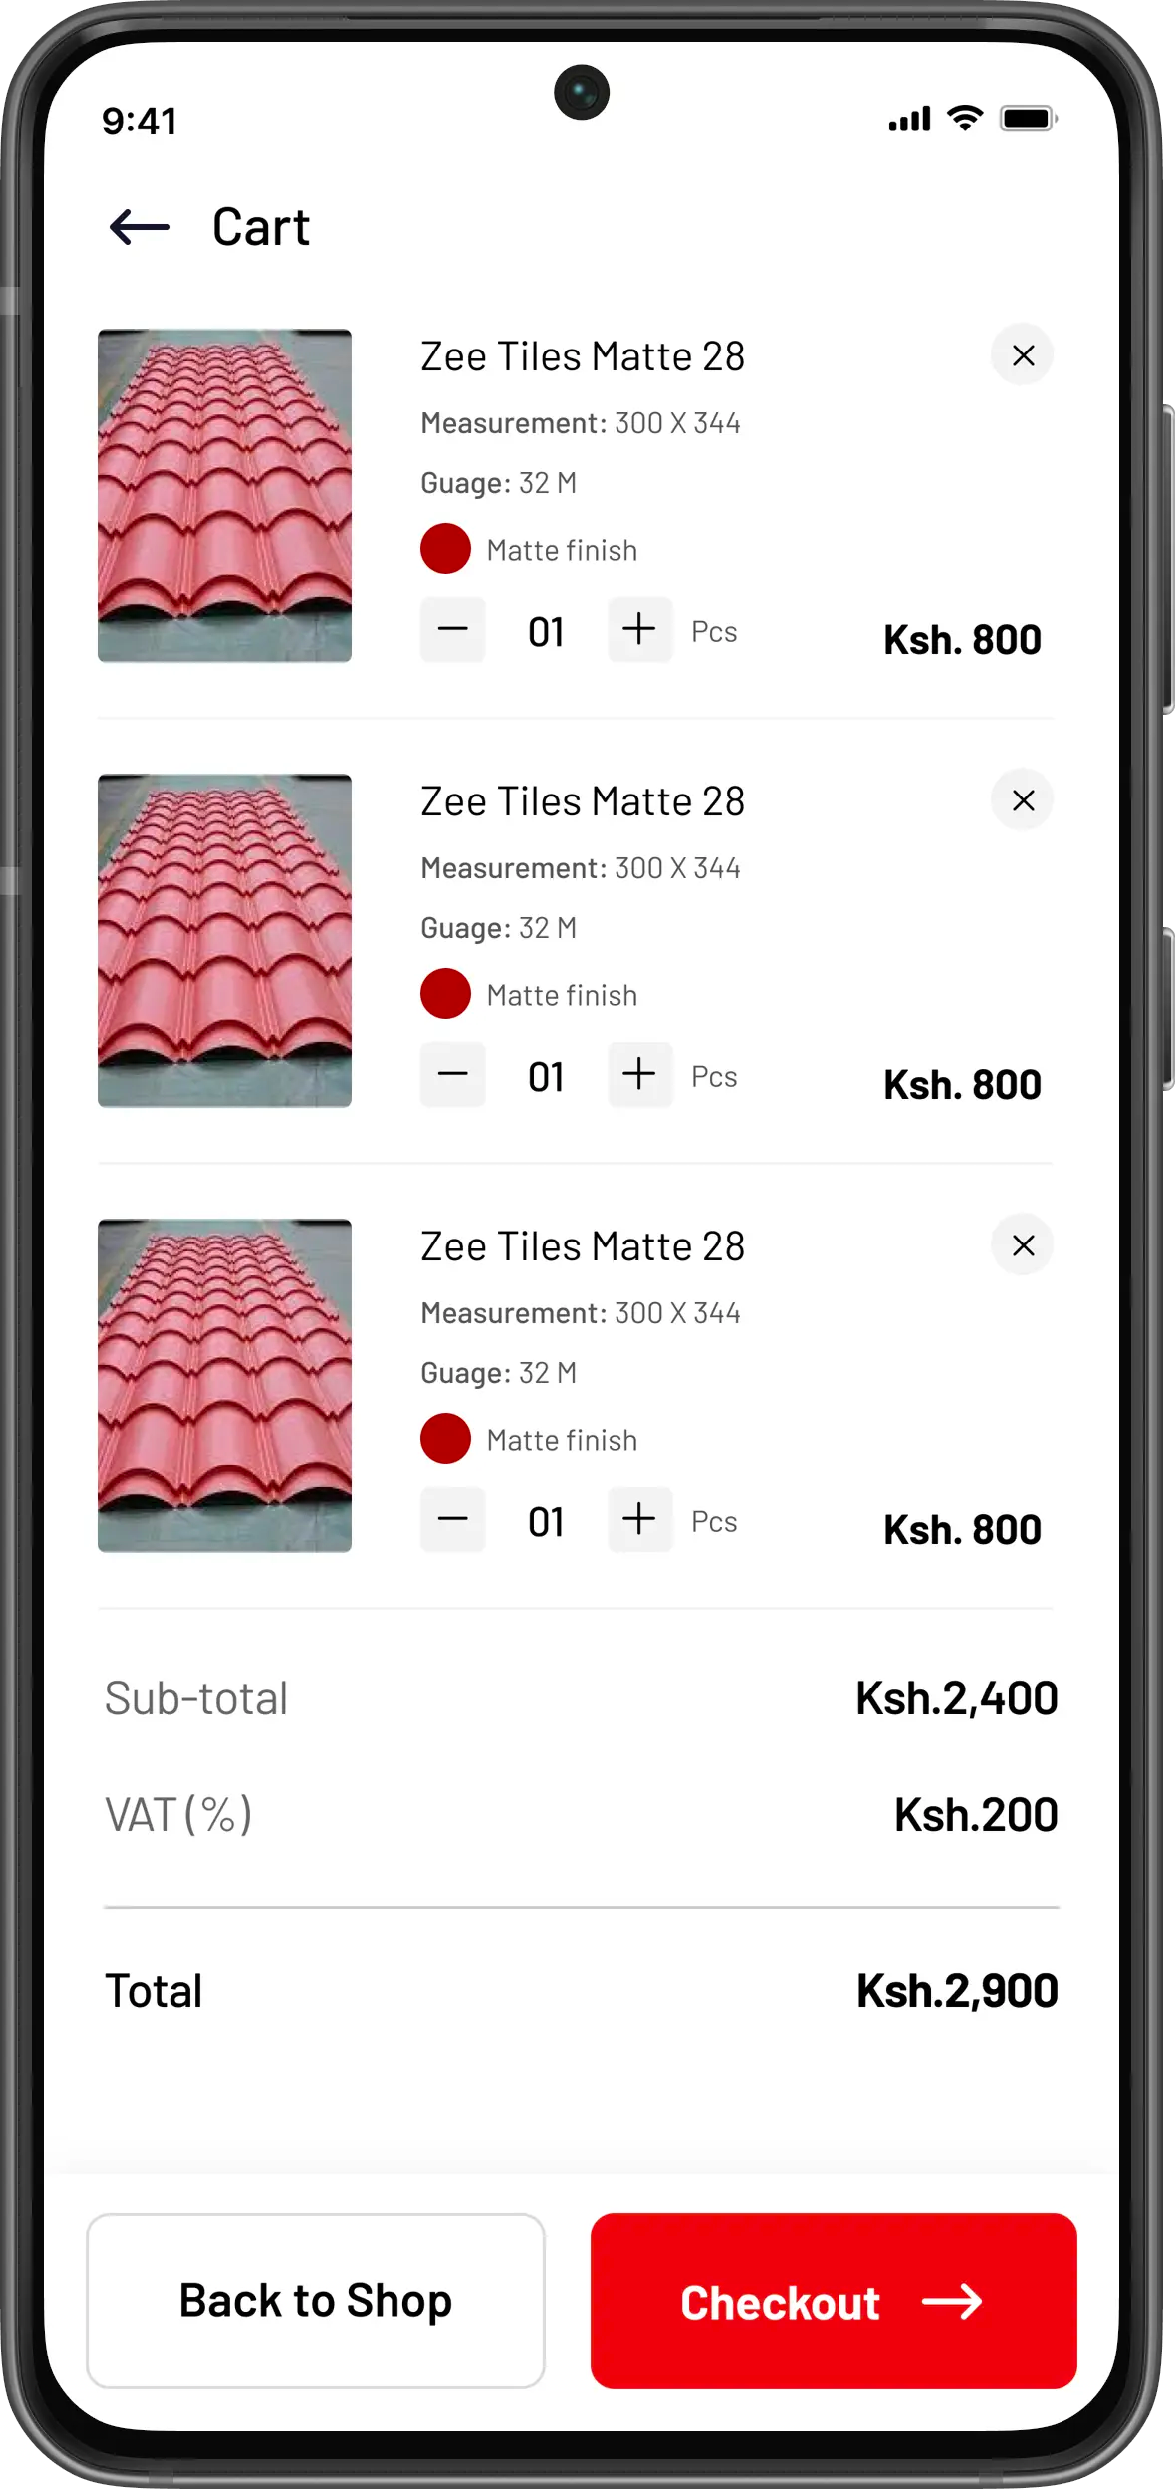 9:41
Cart
Zee Tiles Matte 28
Measurement: 300 X 344
Guage: 32 M
Matte finish
01 Pcs Ksh. 800
Zee Tiles Matte 28
Measurement: 300 X 344
Guage: 32 M
Matte finish
01 Pcs Ksh. 800
Zee Tiles Matte 28
Measurement: 300 X 344
Guage: 32 M
Matte finish
01 Pcs Ksh. 800
Sub-total Ksh.2,400
VAT (%) Ksh.200
Total Ksh.2,900
Back to Shop Checkout